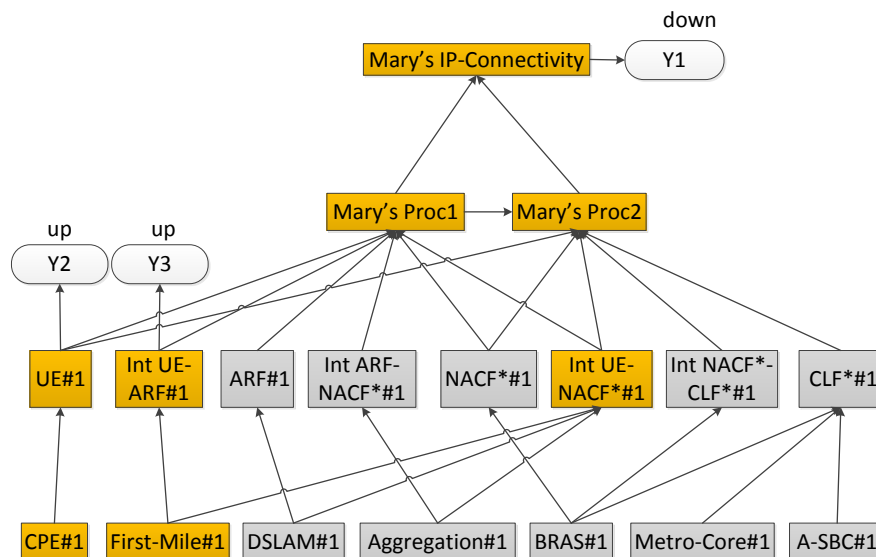 down
Mary's IP-Connectivity
Y1
Mary's Proc1
Mary's Proc2
up
up
Y2
Y3
UE#1
Int UE-
ARF#1
ARF#1
Int ARF-
NACF*#1
NACF*#1
Int UE-
NACF*#1
Int NACF*-
CLF*#1
CLF*#1
CPE#1
First-Mile#1
DSLAM#1
Aggregation#1
BRAS#1
Metro-Core#1
A-SBC#1